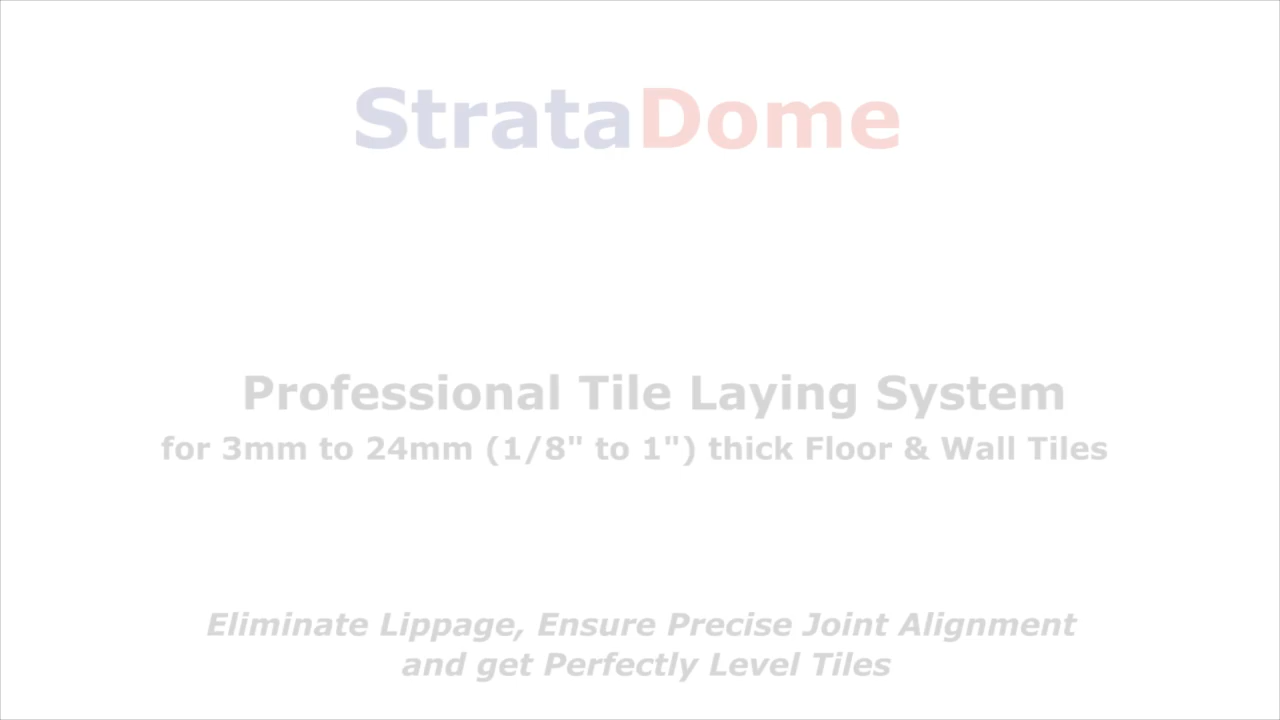 StrataDome
Professional Tile Laying System
for 3mm to 24mm (1/8" to 1") thick Floor & Wall Tiles
Eliminate Lippage, Ensure Precise Joint Alignment
and get Perfectly Level Tiles